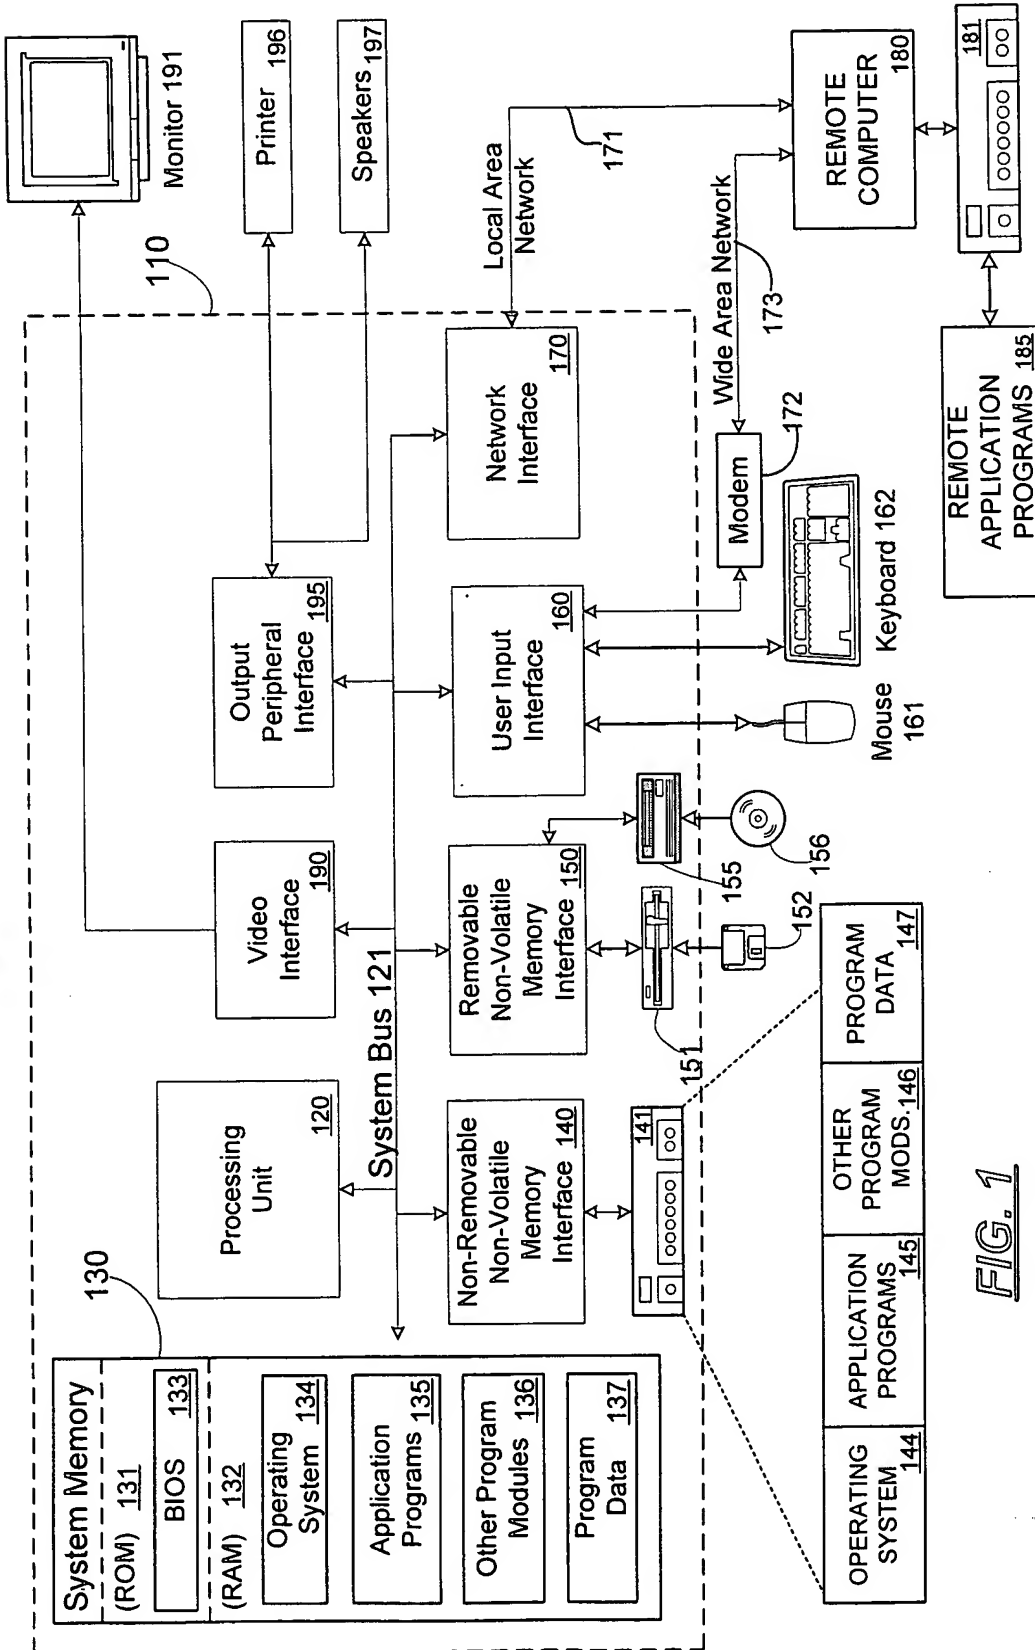 System Memory
(ROM) 131
BIOS 133
(RAM) 132
Operating
System 134
Application
Programs 135
Other Program
Modules 136
Program
Data 137
130
Processing
Unit
120
Video
Interface
190
Output
Peripheral
Interface
195
110
Monitor 191
Printer 196
Speakers 197
System Bus 121
Non-Removable
Non-Volatile
Memory
Interface 140
Removable
Non-Volatile
Memory
Interface 150
User Input
Interface
160
Network
Interface
170
Local Area
Network
171
Wide Area Network
173
141
151
152
155
156
Mouse
161
Keyboard 162
Modem
172
REMOTE
COMPUTER
180
181
REMOTE
APPLICATION
PROGRAMS 185
OPERATING
SYSTEM 144
APPLICATION
PROGRAMS 145
OTHER
PROGRAM
MODS. 146
PROGRAM
DATA 147
FIG. 1